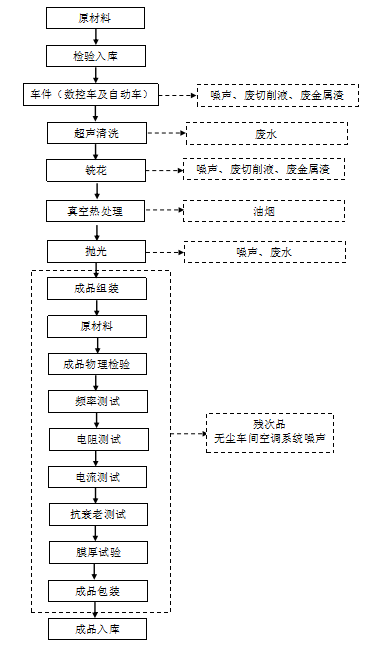 原材料
检验入库
车件（数控车及自动车）
噪声、废切削液、废金属渣
超声清洗
废水
铣花
噪声、废切削液、废金属渣
真空热处理
油烟
抛光
噪声、废水
成品组装
原材料
成品物理检验
频率测试
电阻测试
残次品
无尘车间空调系统噪声
电流测试
抗衰老测试
膜厚试验
成品包装
成品入库